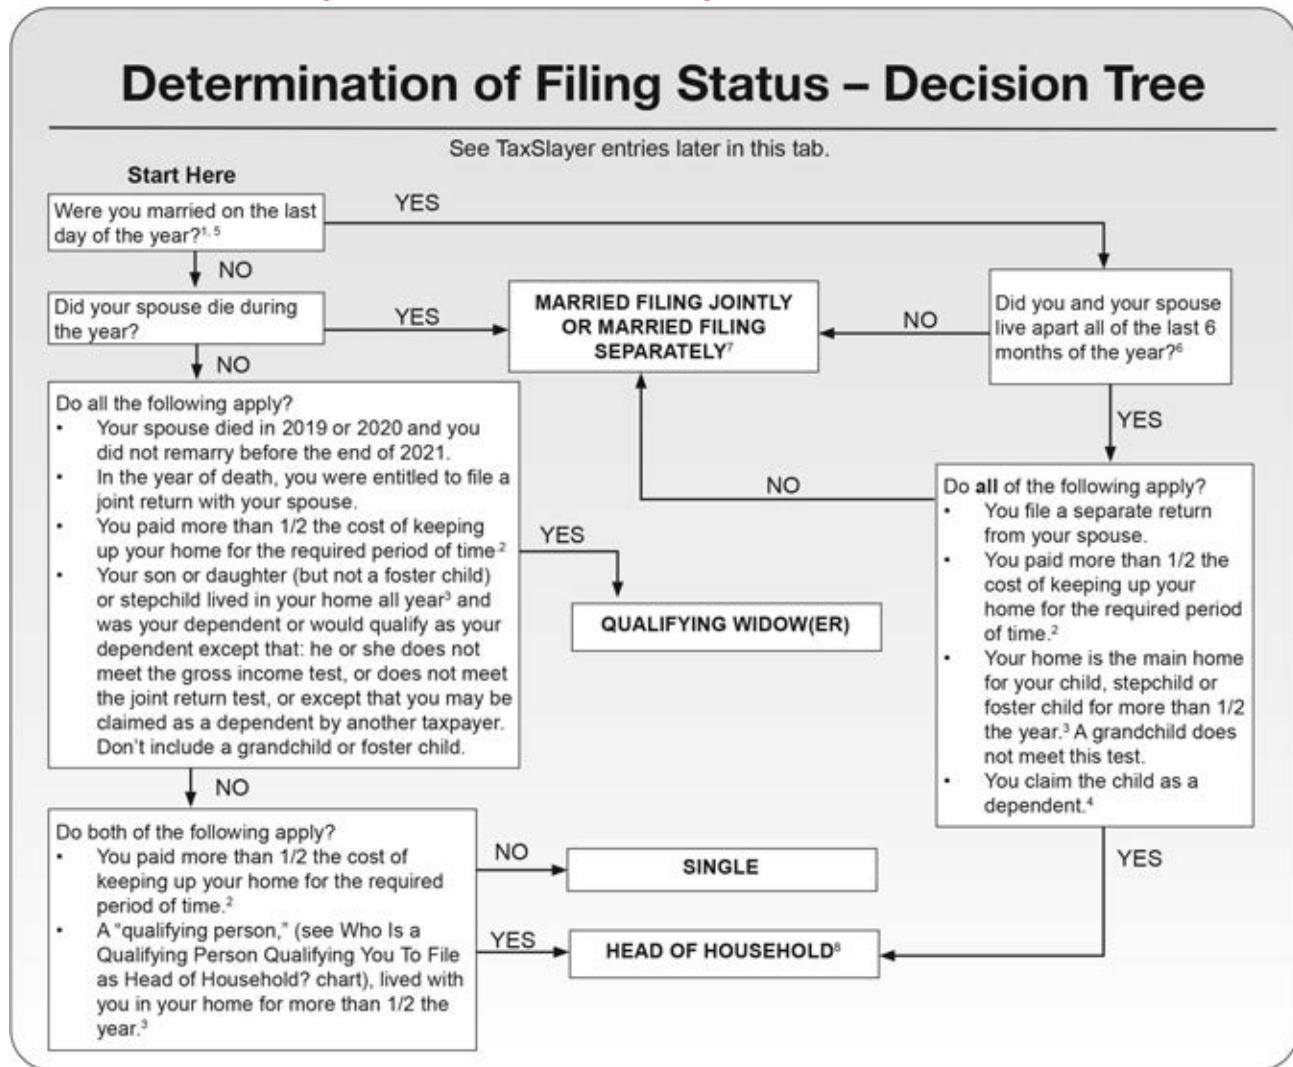 Determination of Filing Status – Decision Tree
See TaxSlayer entries later in this tab.
Start Here
Were you married on the last
day of the year?1, 5
YES
NO
Did your spouse die during
the year?
YES
MARRIED FILING JOINTLY
OR MARRIED FILING
SEPARATELY7
NO
Did you and your spouse
live apart all of the last 6
months of the year?6
NO
YES
Do all the following apply?
• Your spouse died in 2019 or 2020 and you
did not remarry before the end of 2021.
• In the year of death, you were entitled to file a
joint return with your spouse.
• You paid more than 1/2 the cost of keeping
up your home for the required period of time.2
• Your son or daughter (but not a foster child)
or stepchild lived in your home all year3 and
was your dependent or would qualify as your
dependent except that: he or she does not
meet the gross income test, or does not meet
the joint return test, or except that you may be
claimed as a dependent by another taxpayer.
Don’t include a grandchild or foster child.
YES
QUALIFYING WIDOW(ER)
NO
Do all of the following apply?
• You file a separate return
from your spouse.
• You paid more than 1/2 the
cost of keeping up your
home for the required period
of time.2
• Your home is the main home
for your child, stepchild or
foster child for more than 1/2
the year.3 A grandchild does
not meet this test.
• You claim the child as a
dependent.4
NO
YES
Do both of the following apply?
• You paid more than 1/2 the cost of
keeping up your home for the required
period of time.2
• A “qualifying person,” (see Who Is a
Qualifying Person Qualifying You To File
as Head of Household? chart), lived with
you in your home for more than 1/2 the
year.3
NO
SINGLE
YES
HEAD OF HOUSEHOLD8